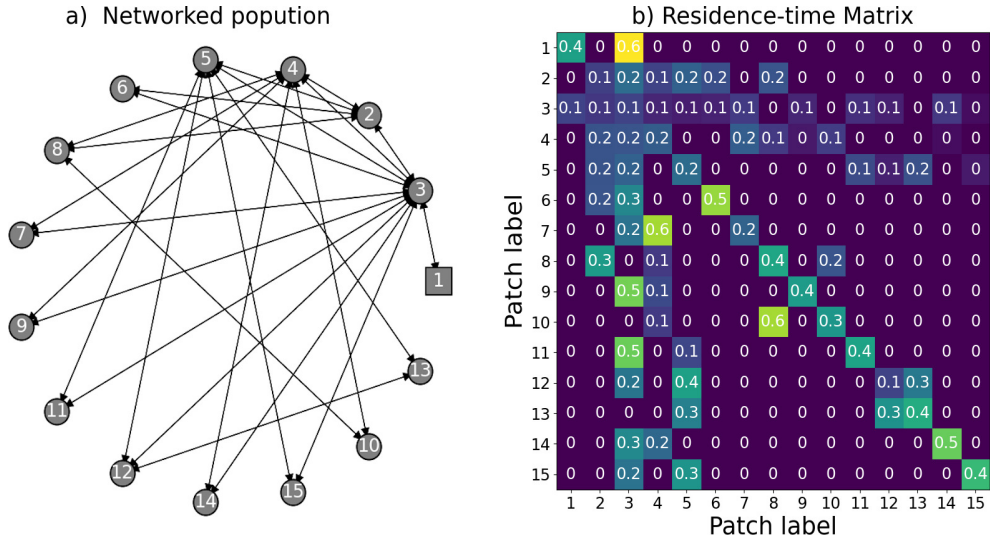 a) Networked popution
5
4
6
2
8
3
7
1
9
13
11
10
12
14
15
b) Residence-time Matrix
Patch label
1 0.4 0 0.6 0 0 0 0 0 0 0 0 0 0 0 0
2 0 0.1 0.2 0.1 0.2 0.2 0 0.2 0 0 0 0 0 0 0
3 0.1 0.1 0.1 0.1 0.1 0.1 0.1 0 0.1 0 0.1 0.1 0 0.1 0
4 0 0.2 0.2 0.2 0 0 0.2 0.1 0 0.1 0 0 0 0 0
5 0 0.2 0.2 0 0.2 0 0 0 0 0 0.1 0.1 0.2 0 0
6 0 0.2 0.3 0 0 0.5 0 0 0 0 0 0 0 0 0
7 0 0 0.2 0.6 0 0 0.2 0 0 0 0 0 0 0 0
8 0 0.3 0 0.1 0 0 0 0.4 0 0.2 0 0 0 0 0
9 0 0 0.5 0.1 0 0 0 0 0.4 0 0 0 0 0 0
10 0 0 0 0.1 0 0 0 0.6 0 0.3 0 0 0 0 0
11 0 0 0.5 0 0.1 0 0 0 0 0 0.4 0 0 0 0
12 0 0 0.2 0 0.4 0 0 0 0 0 0 0.1 0.3 0 0
13 0 0 0 0 0.3 0 0 0 0 0 0 0.3 0.4 0 0
14 0 0 0.3 0.2 0 0 0 0 0 0 0 0 0 0.5 0
15 0 0 0.2 0 0.3 0 0 0 0 0 0 0 0 0 0.4
1 2 3 4 5 6 7 8 9 10 11 12 13 14 15
Patch label